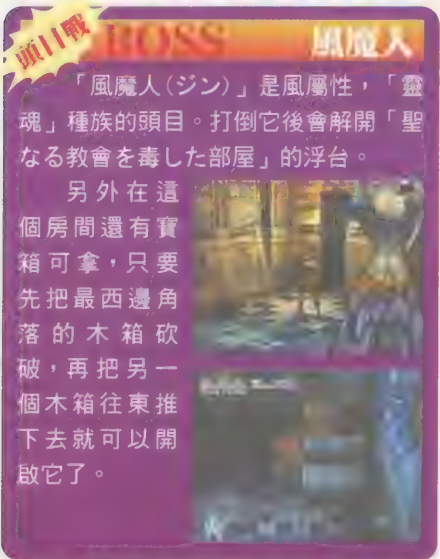 頭目戰
BOSS
風魔人
「風魔人(ジン)」是風屬性,「靈
魂」種族的頭目。打倒它後會解開「聖
なる教會を毒した部屋」的浮台。
另外在這
個房間還有寶
箱可拿,只要
先把最西邊角
落的木箱砍
破,再把另一
個木箱往東推
下去就可以開
啟它了。